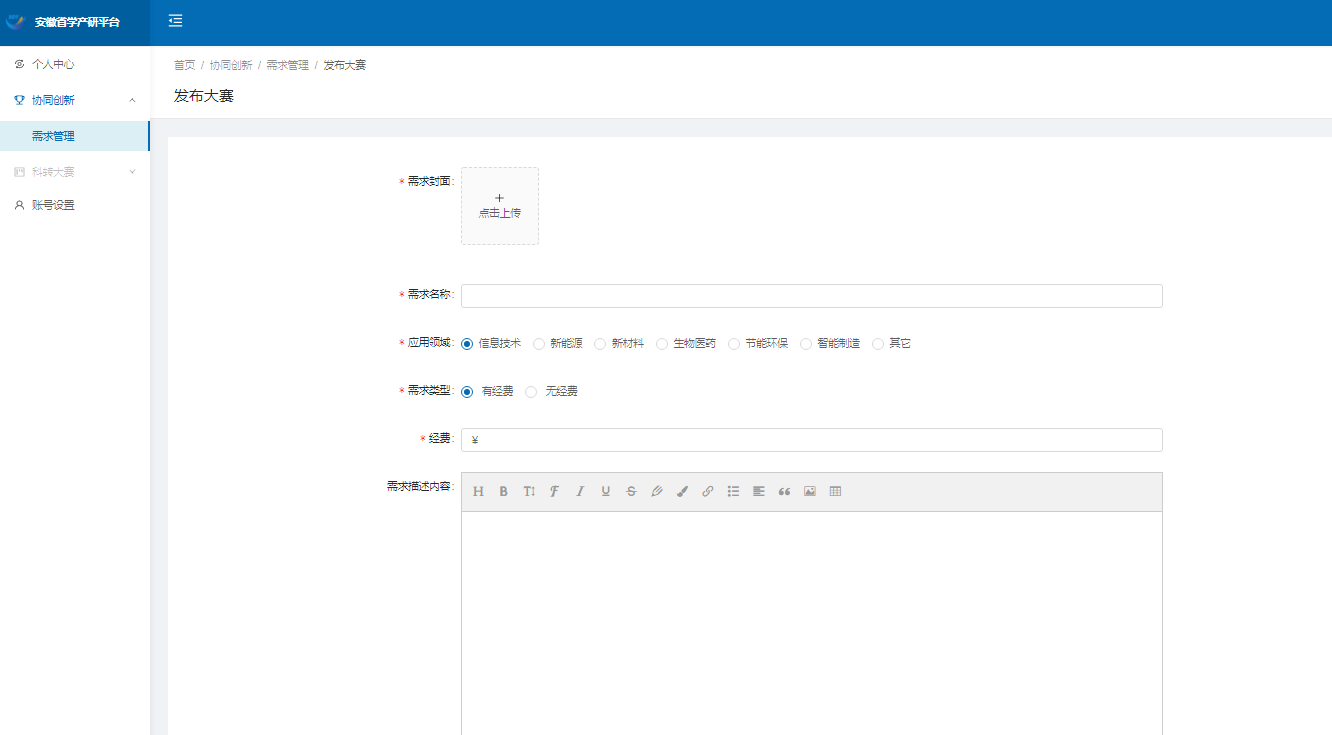 安徽省学产研平台
个人中心
协同创新
需求管理
科转大赛
账号设置
首页 / 协同创新 / 需求管理 / 发布大赛
发布大赛
* 需求封面:
+
点击上传
* 需求名称:
* 应用领域: 信息技术 新能源 新材料 生物医药 节能环保 智能制造 其它
* 需求类型: 有经费 无经费
* 经费: ¥
需求描述内容: